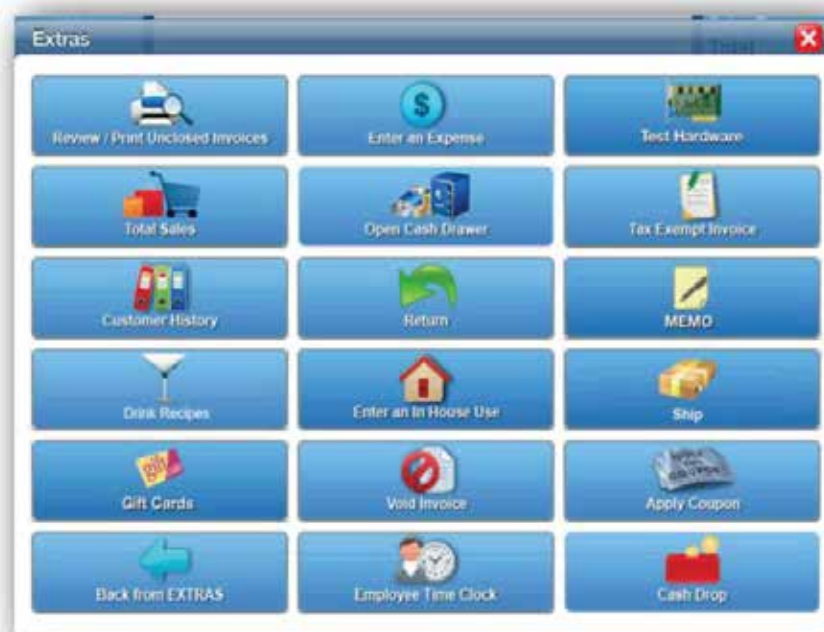 Extras
Total
Review / Print Unclosed Invoices
Enter an Expense
Test Hardware
Total Sales
Open Cash Drawer
Tax Exempt Invoice
Customer History
Return
MEMO
Drink Recipes
Enter an In House Use
Ship
gift
Gift Cards
Void Invoice
Apply Coupon
Back from EXTRAS
Employee Time Clock
Cash Drop